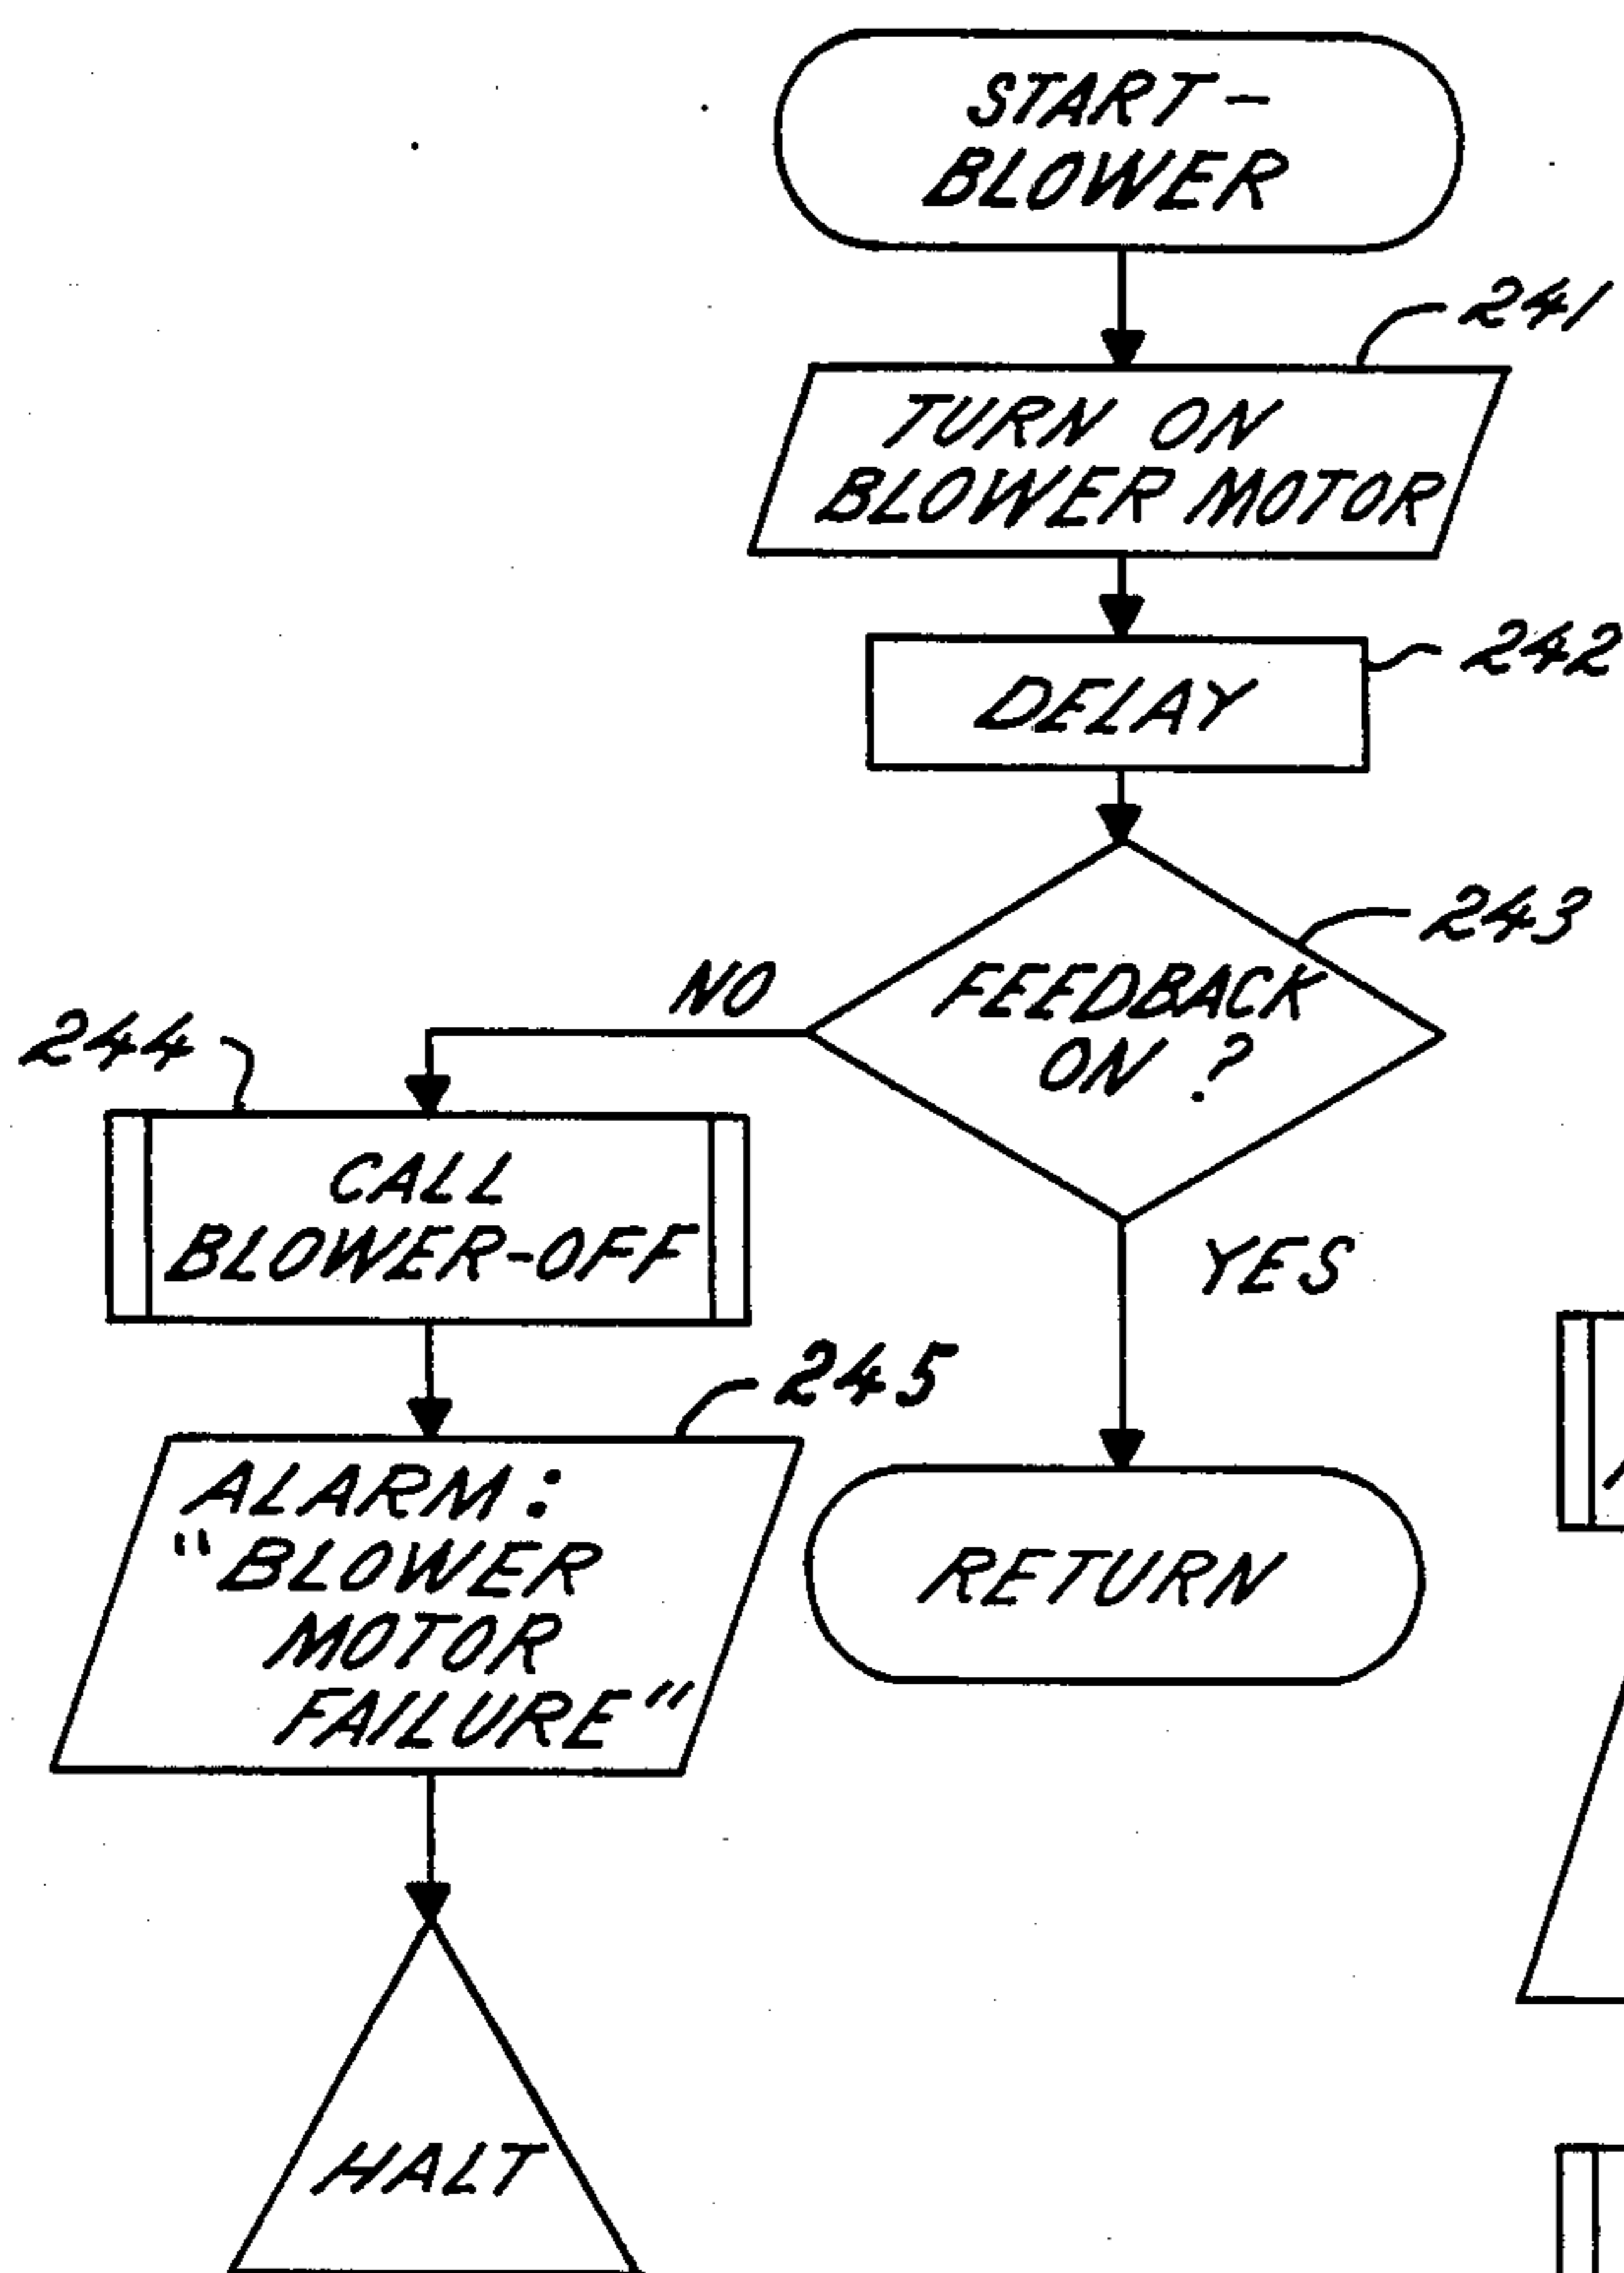 START-
BLOWER
241
TURN ON
BLOWER MOTOR
242
DELAY
243
FEEDBACK
ON ?
NO
244
CALL
BLOWER-OFF
YES
245
ALARM:
"BLOWER
MOTOR
FAILURE"
RETURN
HALT